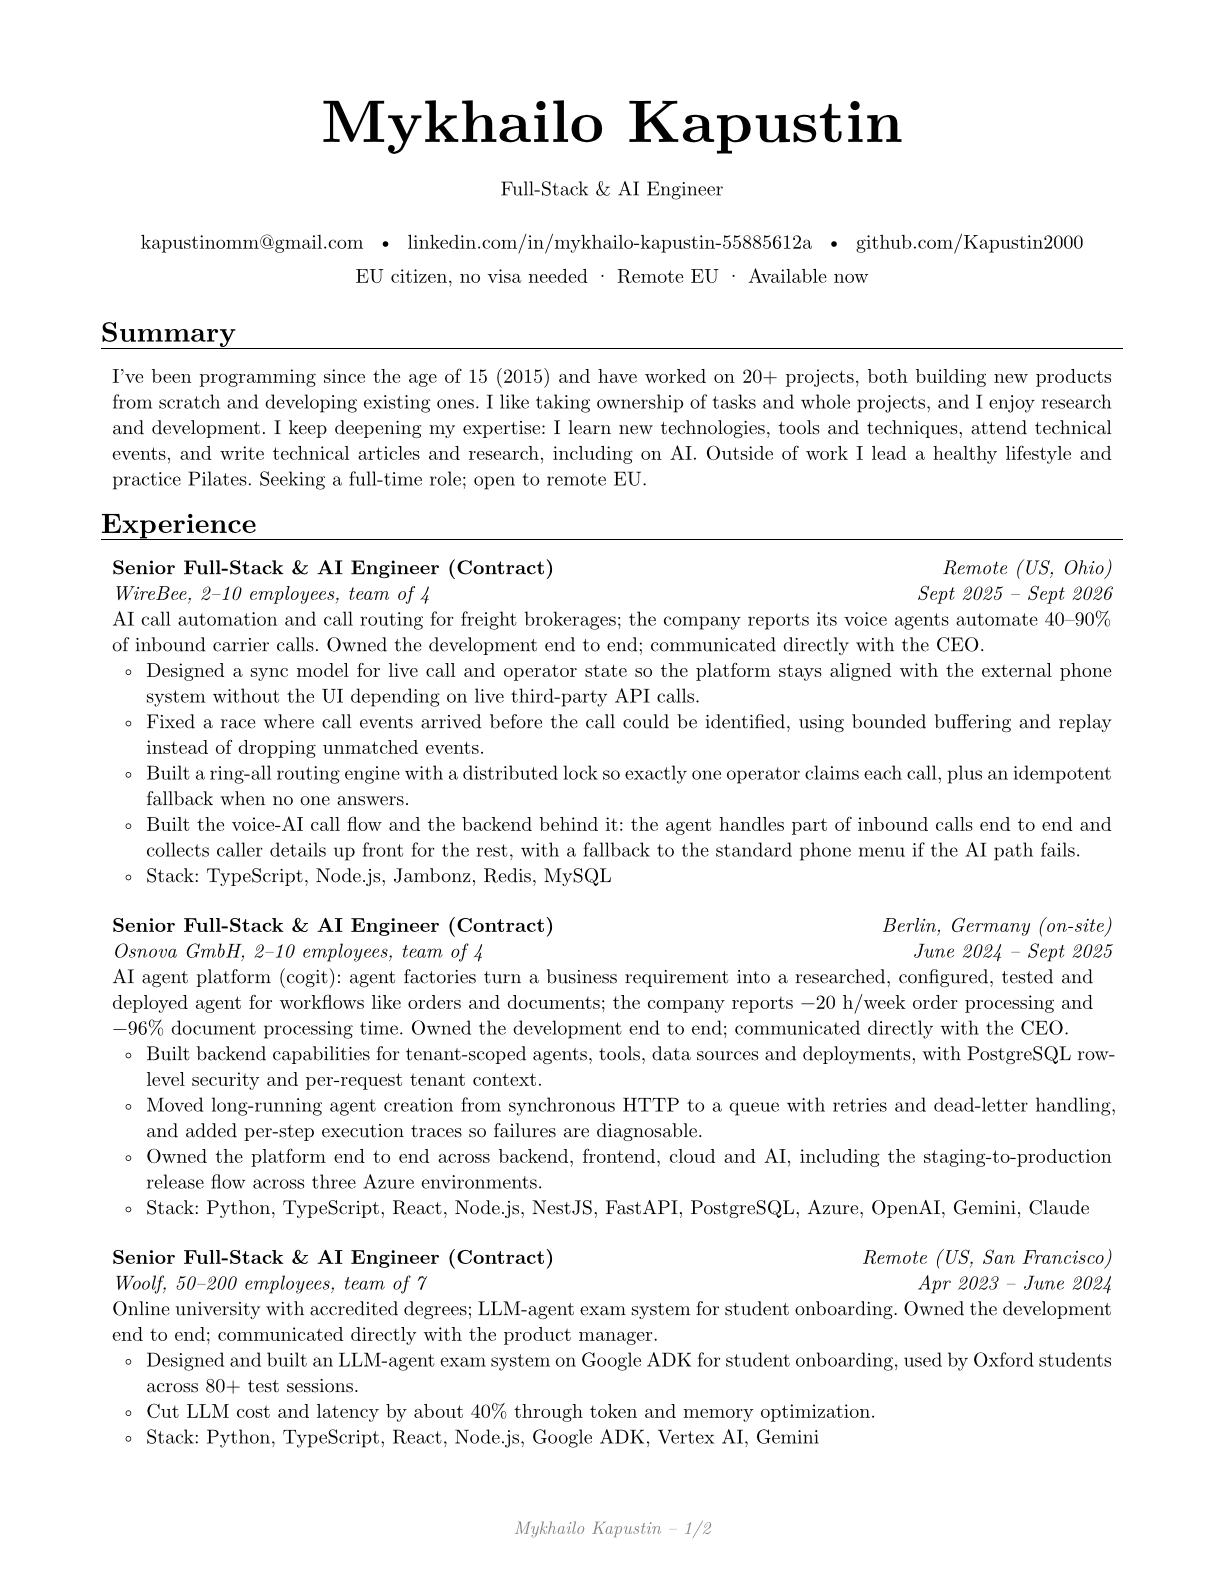 Mykhailo Kapustin
Full-Stack & AI Engineer
kapustinomm@gmail.com • linkedin.com/in/mykhailo-kapustin-55885612a • github.com/Kapustin2000
EU citizen, no visa needed · Remote EU · Available now
Summary
I've been programming since the age of 15 (2015) and have worked on 20+ projects, both building new products
from scratch and developing existing ones. I like taking ownership of tasks and whole projects, and I enjoy research
and development. I keep deepening my expertise: I learn new technologies, tools and techniques, attend technical
events, and write technical articles and research, including on AI. Outside of work I lead a healthy lifestyle and
practice Pilates. Seeking a full-time role; open to remote EU.
Experience
Senior Full-Stack & AI Engineer (Contract) Remote (US, Ohio)
WireBee, 2–10 employees, team of 4 Sept 2025 – Sept 2026
AI call automation and call routing for freight brokerages; the company reports its voice agents automate 40–90%
of inbound carrier calls. Owned the development end to end; communicated directly with the CEO.
◦ Designed a sync model for live call and operator state so the platform stays aligned with the external phone
system without the UI depending on live third-party API calls.
◦ Fixed a race where call events arrived before the call could be identified, using bounded buffering and replay
instead of dropping unmatched events.
◦ Built a ring-all routing engine with a distributed lock so exactly one operator claims each call, plus an idempotent
fallback when no one answers.
◦ Built the voice-AI call flow and the backend behind it: the agent handles part of inbound calls end to end and
collects caller details up front for the rest, with a fallback to the standard phone menu if the AI path fails.
◦ Stack: TypeScript, Node.js, Jambonz, Redis, MySQL
Senior Full-Stack & AI Engineer (Contract) Berlin, Germany (on-site)
Osnova GmbH, 2–10 employees, team of 4 June 2024 – Sept 2025
AI agent platform (cogit): agent factories turn a business requirement into a researched, configured, tested and
deployed agent for workflows like orders and documents; the company reports −20 h/week order processing and
−96% document processing time. Owned the development end to end; communicated directly with the CEO.
◦ Built backend capabilities for tenant-scoped agents, tools, data sources and deployments, with PostgreSQL row-
level security and per-request tenant context.
◦ Moved long-running agent creation from synchronous HTTP to a queue with retries and dead-letter handling,
and added per-step execution traces so failures are diagnosable.
◦ Owned the platform end to end across backend, frontend, cloud and AI, including the staging-to-production
release flow across three Azure environments.
◦ Stack: Python, TypeScript, React, Node.js, NestJS, FastAPI, PostgreSQL, Azure, OpenAI, Gemini, Claude
Senior Full-Stack & AI Engineer (Contract) Remote (US, San Francisco)
Woolf, 50–200 employees, team of 7 Apr 2023 – June 2024
Online university with accredited degrees; LLM-agent exam system for student onboarding. Owned the development
end to end; communicated directly with the product manager.
◦ Designed and built an LLM-agent exam system on Google ADK for student onboarding, used by Oxford students
across 80+ test sessions.
◦ Cut LLM cost and latency by about 40% through token and memory optimization.
◦ Stack: Python, TypeScript, React, Node.js, Google ADK, Vertex AI, Gemini
Mykhailo Kapustin – 1/2